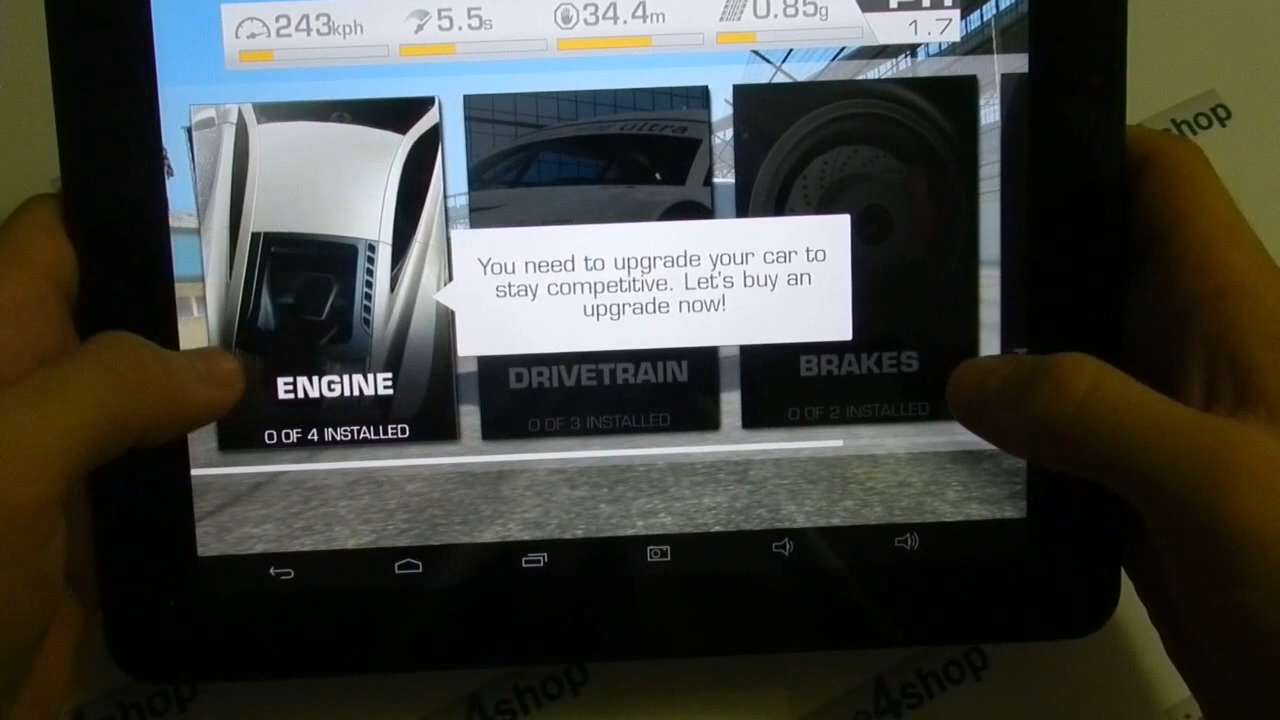 243kph
5.5s
34.4m
0.85g
1.7
shop
ultra
You need to upgrade your car to
stay competitive. Let's buy an
upgrade now!
ENGINE
0 OF 4 INSTALLED
DRIVETRAIN
0 OF 3 INSTALLED
BRAKES
0 OF 2 INSTALLED
4shop
4shop
4shop